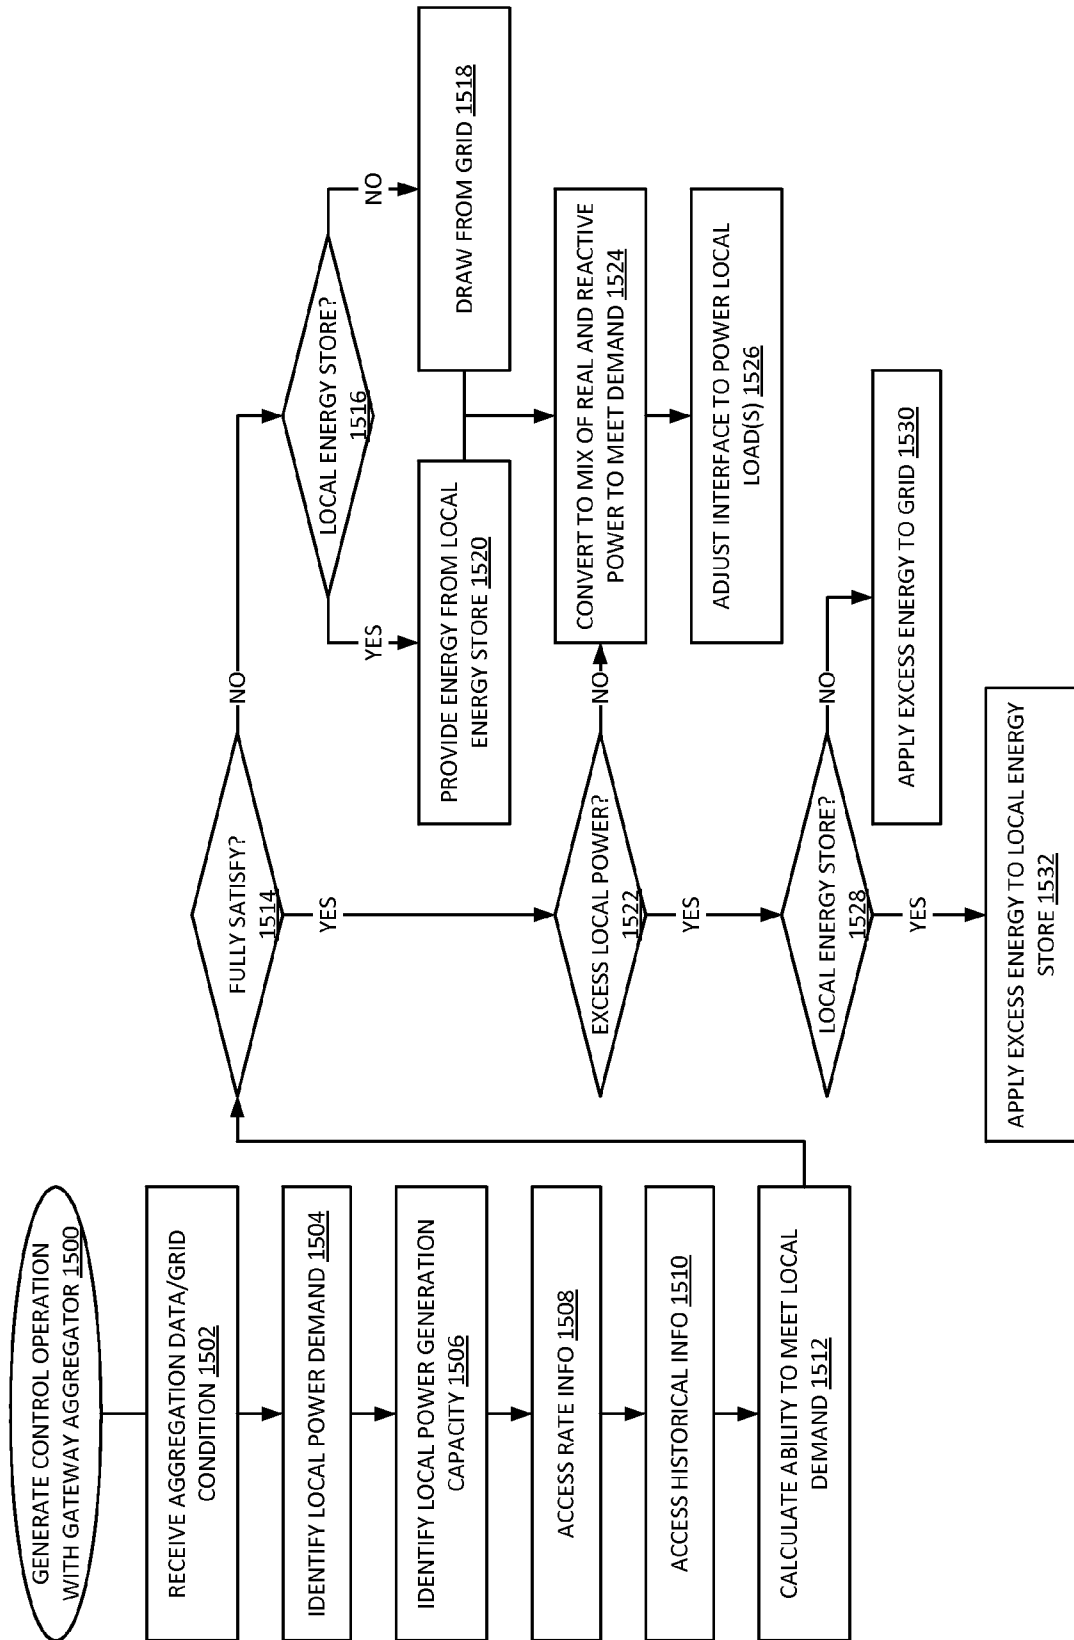 GENERATE CONTROL OPERATION
WITH GATEWAY AGGREGATOR 1500
RECEIVE AGGREGATION DATA/GRID
CONDITION 1502
IDENTIFY LOCAL POWER DEMAND 1504
IDENTIFY LOCAL POWER GENERATION
CAPACITY 1506
ACCESS RATE INFO 1508
ACCESS HISTORICAL INFO 1510
CALCULATE ABILITY TO MEET LOCAL
DEMAND 1512
FULLY SATISFY?
1514
NO
YES
LOCAL ENERGY STORE?
1516
YES
NO
PROVIDE ENERGY FROM LOCAL
ENERGY STORE 1520
DRAW FROM GRID 1518
EXCESS LOCAL POWER?
1522
NO
YES
CONVERT TO MIX OF REAL AND REACTIVE
POWER TO MEET DEMAND 1524
ADJUST INTERFACE TO POWER LOCAL
LOAD(S) 1526
LOCAL ENERGY STORE?
1528
NO
YES
APPLY EXCESS ENERGY TO GRID 1530
APPLY EXCESS ENERGY TO LOCAL ENERGY
STORE 1532